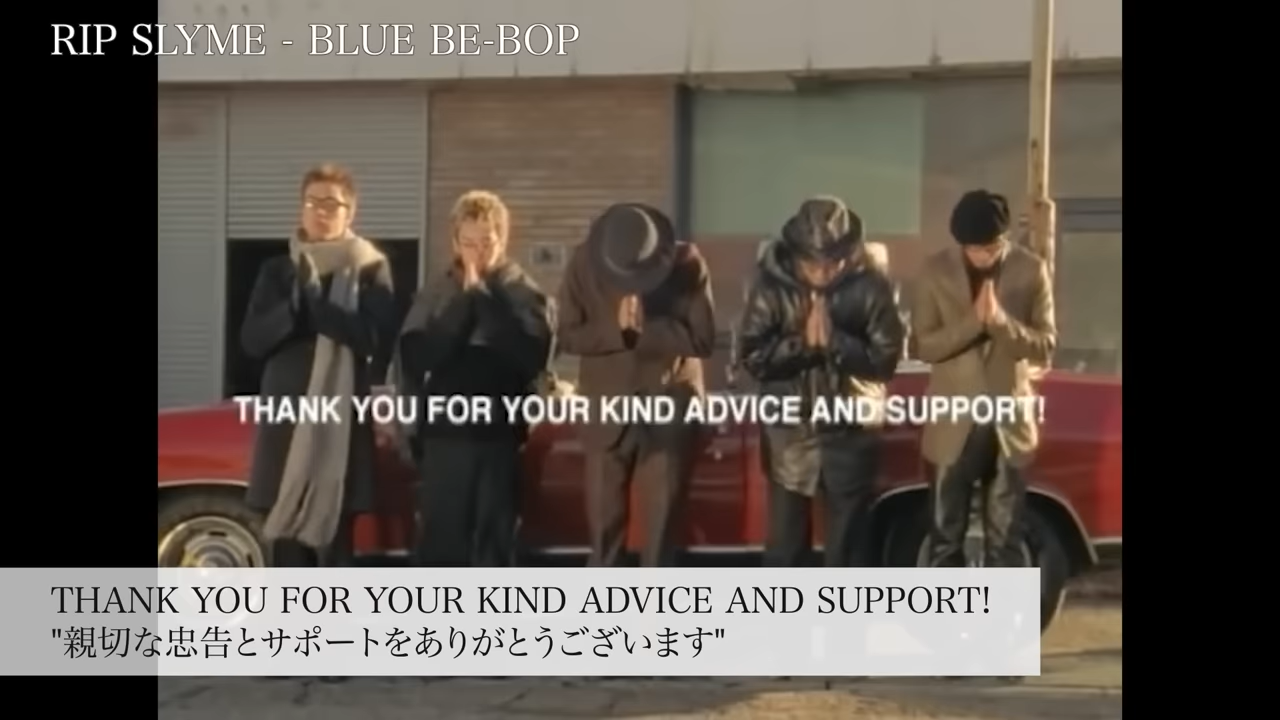 RIP SLYME - BLUE BE-BOP
THANK YOU FOR YOUR KIND ADVICE AND SUPPORT!
THANK YOU FOR YOUR KIND ADVICE AND SUPPORT!
"親切な忠告とサポートをありがとうございます"